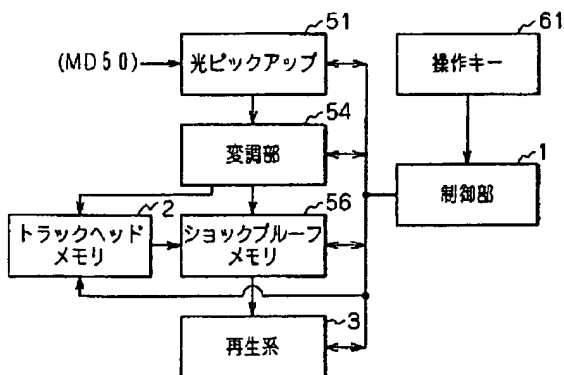 51
61
(MD50)
光ピックアップ
操作キー
54
変調部
1
制御部
2
56
トラックヘッド
メモリ
ショックプルーフ
メモリ
3
再生系